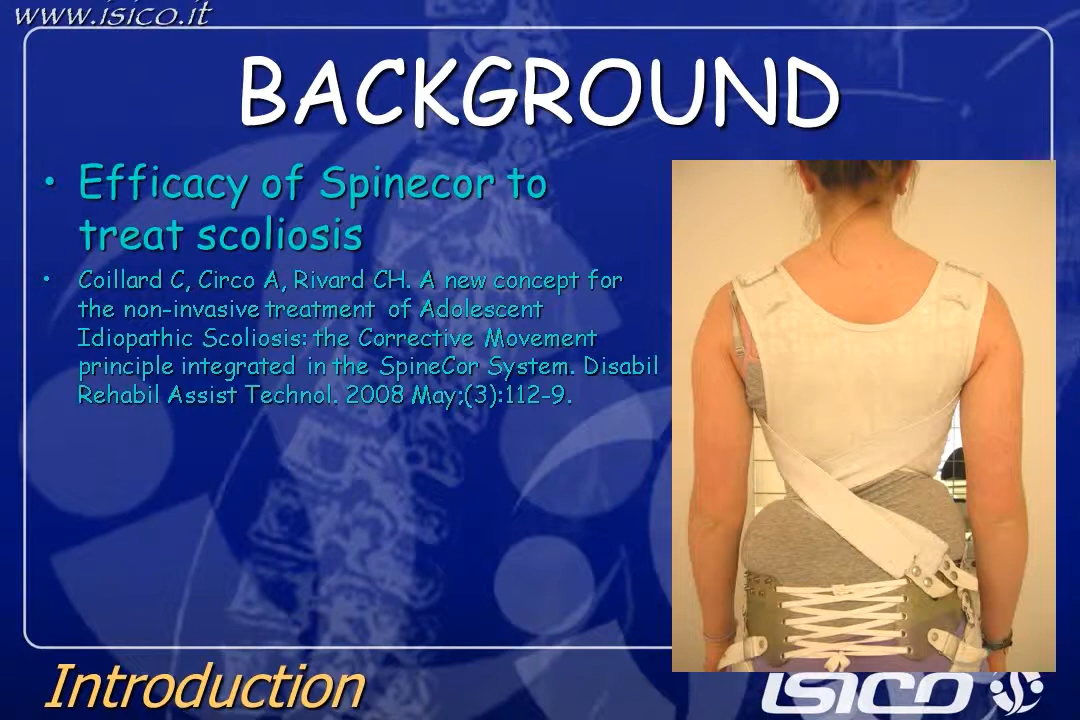 www.isico.it
BACKGROUND
• Efficacy of Spinecor to
treat scoliosis
• Coillard C, Circo A, Rivard CH. A new concept for
the non-invasive treatment of Adolescent
Idiopathic Scoliosis: the Corrective Movement
principle integrated in the SpineCor System. Disabil
Rehabil Assist Technol. 2008 May;(3):112-9.
Introduction
isico